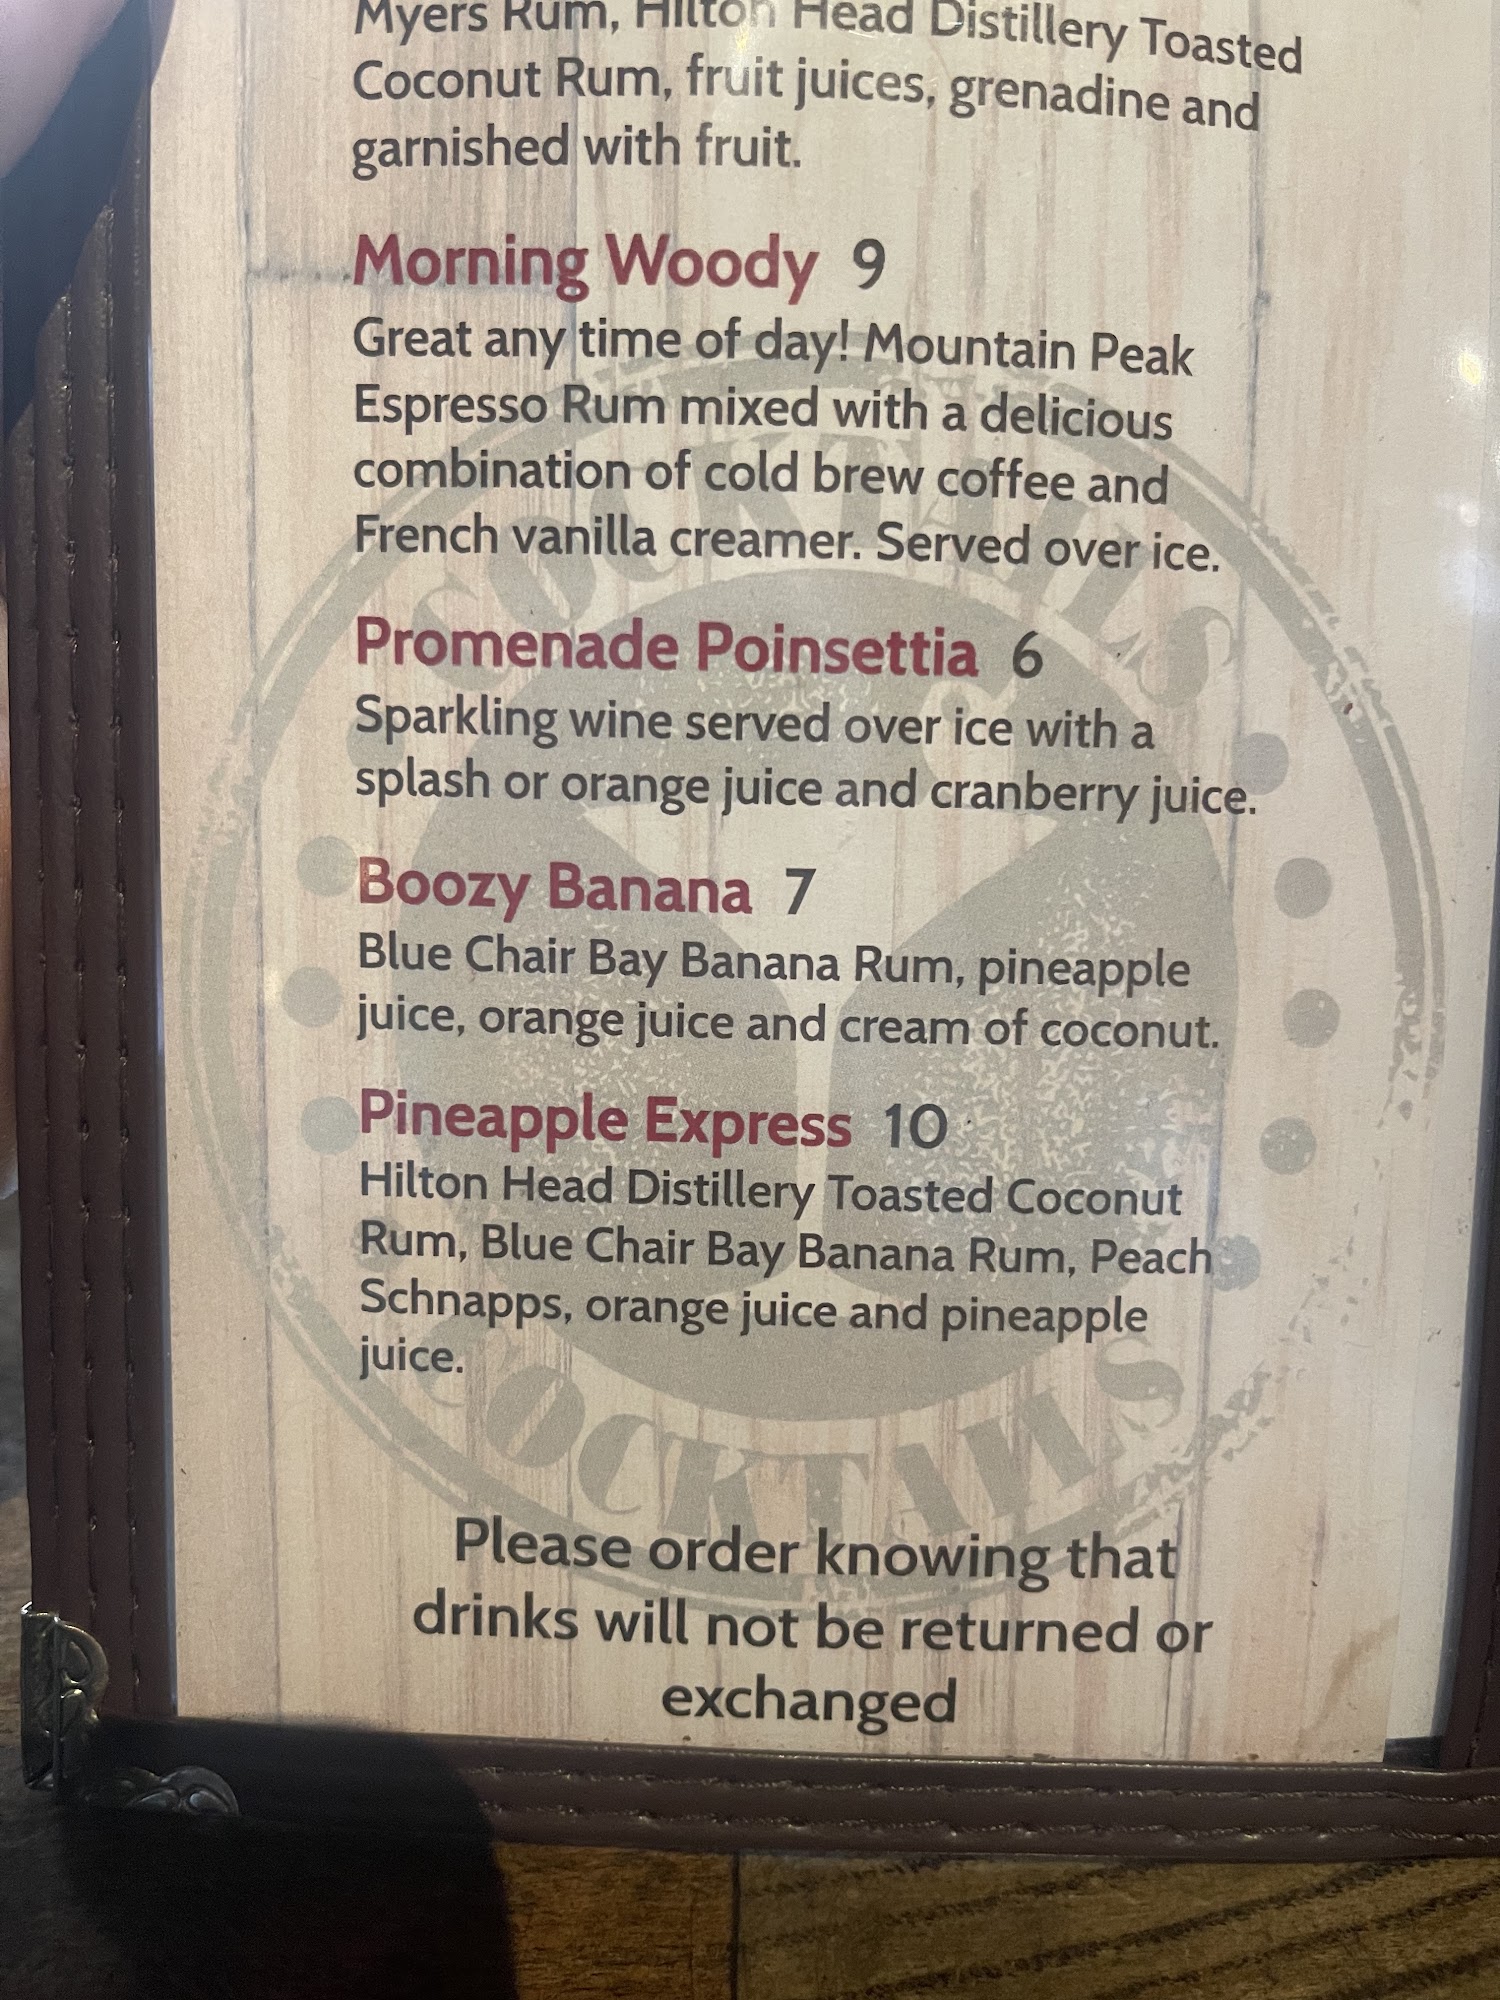 Myers Rum, Hilton Head Distillery Toasted
Coconut Rum, fruit juices, grenadine and
garnished with fruit.
Morning Woody 9
Great any time of day! Mountain Peak
Espresso Rum mixed with a delicious
combination of cold brew coffee and
French vanilla creamer. Served over ice.
Promenade Poinsettia 6
Sparkling wine served over ice with a
splash or orange juice and cranberry juice.
Boozy Banana 7
Blue Chair Bay Banana Rum, pineapple
juice, orange juice and cream of coconut.
Pineapple Express 10
Hilton Head Distillery Toasted Coconut
Rum, Blue Chair Bay Banana Rum, Peach
Schnapps, orange juice and pineapple
juice.
Please order knowing that
drinks will not be returned or
exchanged
COCKTAILS
COCKTAILS